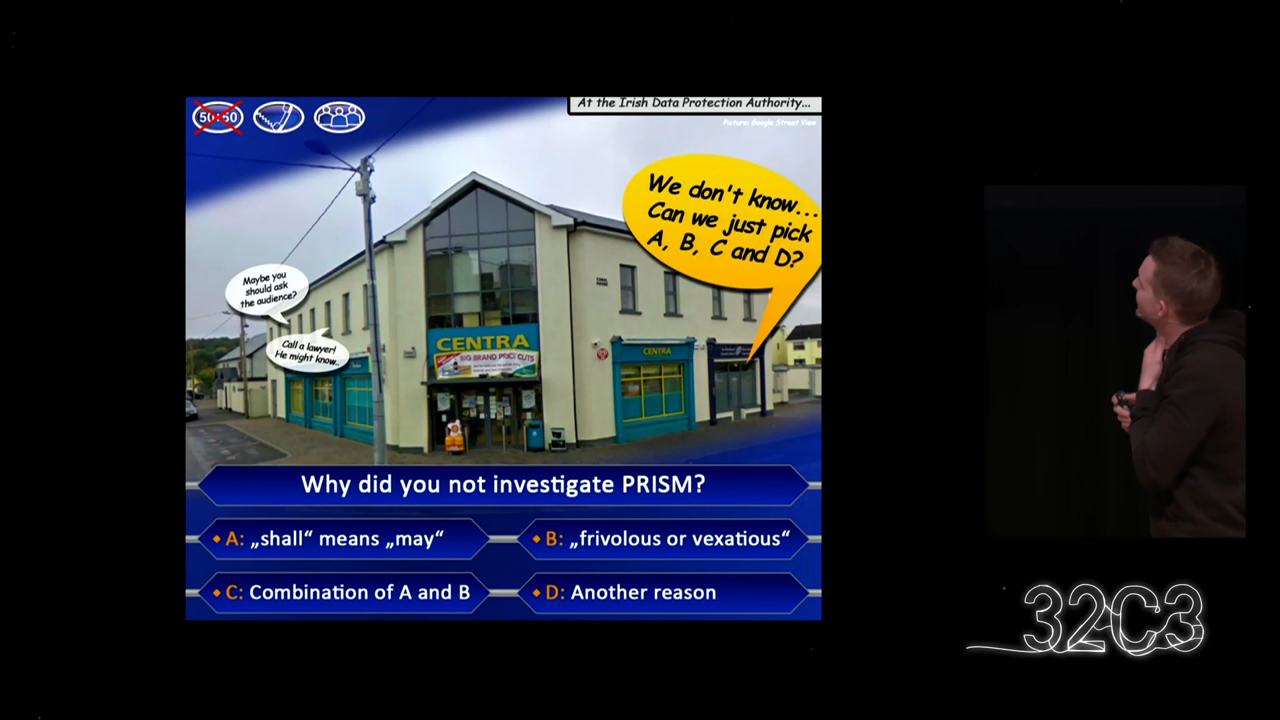 50:50
At the Irish Data Protection Authority...
Picture: Google Street View
We don't know...
Can we just pick
A, B, C and D?
Maybe you
should ask
the audience?
Call a lawyer!
He might know..
CENTRA
BIG BRAND PRICE CUTS
CENTRA
Why did you not investigate PRISM?
A: „shall“ means „may“
B: „frivolous or vexatious“
C: Combination of A and B
D: Another reason
32C3